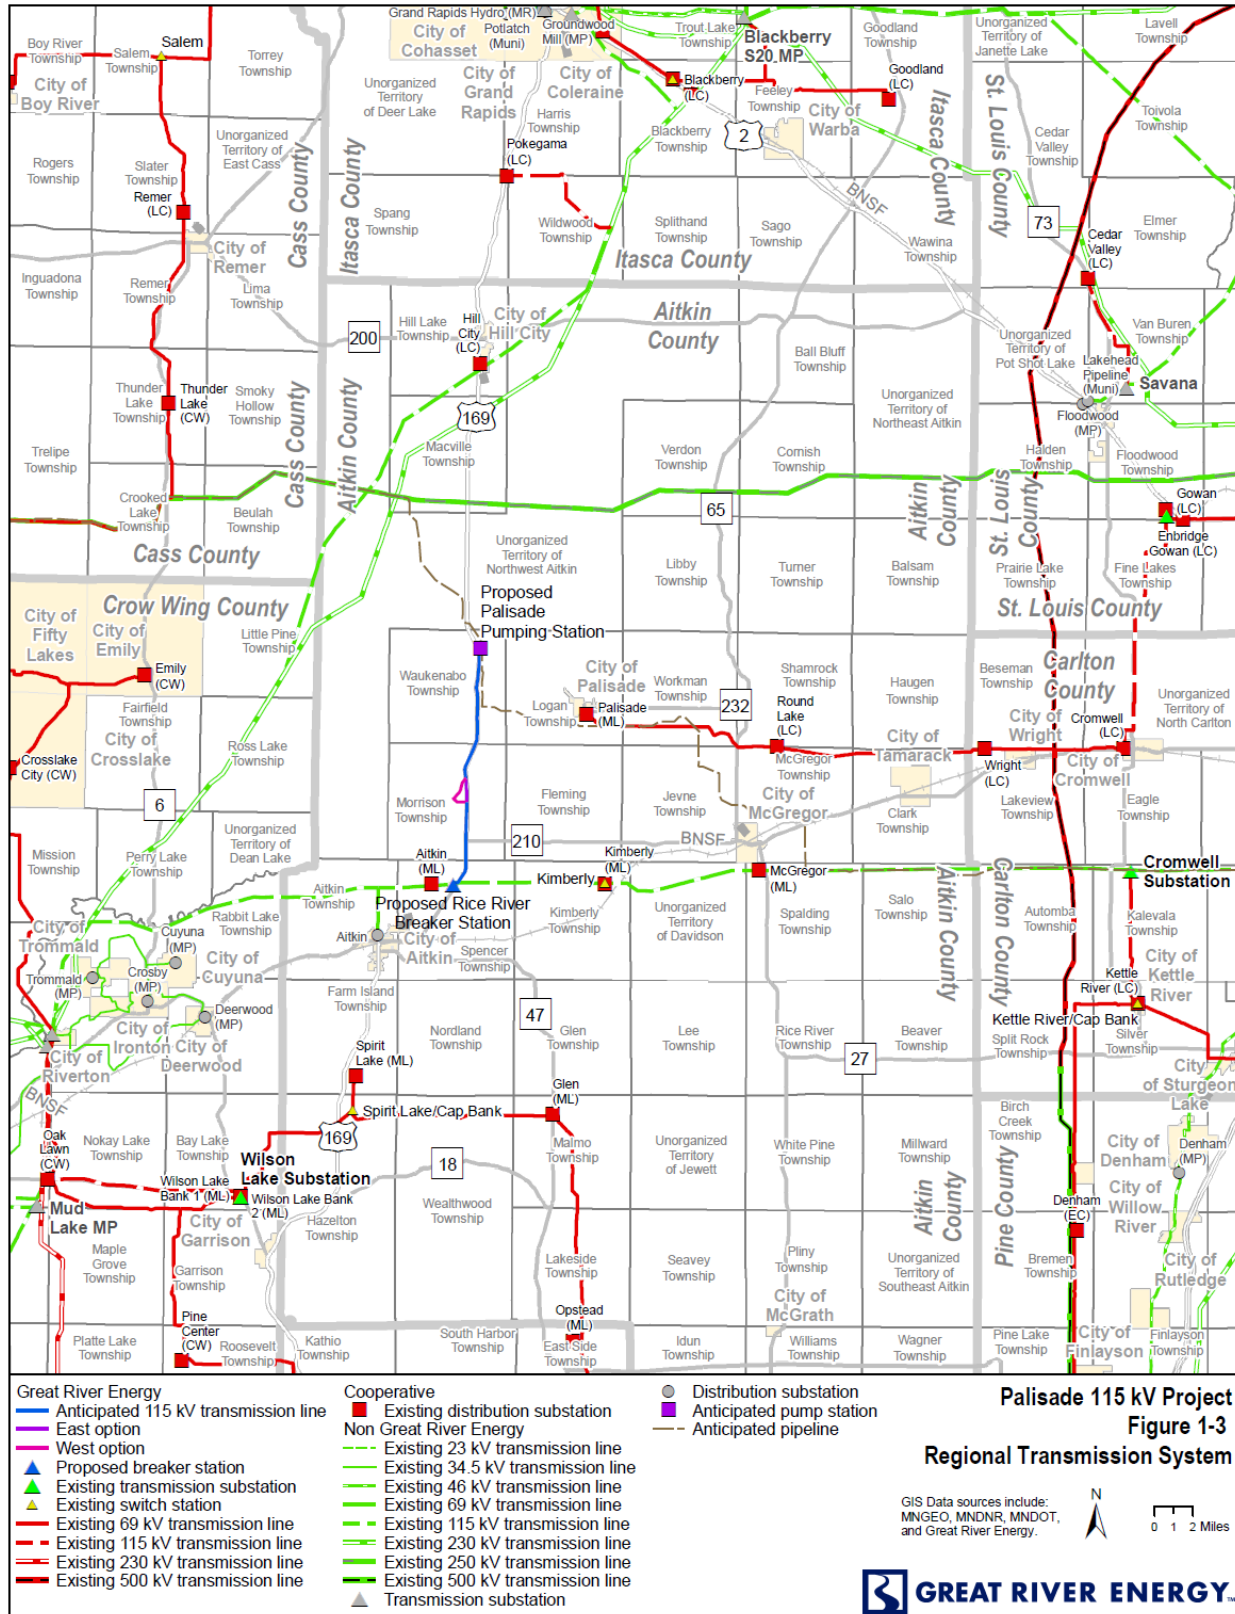 Grand Rapids Hydro (MR)
Potlatch
(Muni)
Groundwood
Mill (MP)
City of
Cohasset
Trout Lake
Township
Blackberry
S20 MP
Goodland
Township
Unorganized
Territory of
Janette Lake
Lavell
Township
Boy River
Township
Salem
Township
Salem
Torrey
Township
City of
Boy River
Unorganized
Territory
of Deer Lake
City of
Grand
Rapids
City of
Coleraine
Harris
Township
Blackberry
(LC)
Feeley
Township
Goodland
(LC)
City of
Warba
Itasca County
St. Louis County
Toivola
Township
Rogers
Township
Slater
Township
Unorganized
Territory of
East Cass
Cass County
Itasca County
Pokegama
(LC)
Blackberry
Township
2
BNSF
Cedar
Valley
Township
Remer
(LC)
Spang
Township
Wildwood
Township
Splithand
Township
Sago
Township
Wawina
Township
73
Elmer
Township
City of
Remer
Itasca County
Cedar
Valley
(LC)
Inguadona
Township
Remer
Township
Lima
Township
Aitkin
County
200
Hill Lake
Township
Hill
City
(LC)
City of
Hill City
Ball Bluff
Township
Unorganized
Territory of
Pot Shot Lake
Van Buren
Township
Lakehead
Pipeline
(Muni)
Savana
Thunder
Lake
Township
Thunder
Lake
(CW)
Smoky
Hollow
Township
Cass County
Aitkin County
169
Unorganized
Territory of
Northeast Aitkin
Floodwood
(MP)
Trelipe
Township
Macville
Township
Verdon
Township
Cornish
Township
Halden
Township
Floodwood
Township
Crooked
Lake
Township
Beulah
Township
65
Aitkin
County
St. Louis
County
Gowan
(LC)
Enbridge
Gowan (LC)
Cass County
Unorganized
Territory of
Northwest Aitkin
Libby
Township
Turner
Township
Balsam
Township
Prairie Lake
Township
Fine Lakes
Township
Crow Wing County
St. Louis County
City of
Fifty
Lakes
City of
Emily
Little Pine
Township
Proposed
Palisade
Pumping Station
Emily
(CW)
Waukenabo
Township
City of
Palisade
Workman
Township
Shamrock
Township
Haugen
Township
Beseman
Township
Carlton
County
Unorganized
Territory of
North Carlton
Fairfield
Township
Logan
Township
Palisade
(ML)
232
Round
Lake
(LC)
City of
Wright
Cromwell
(LC)
City of
Crosslake
Ross Lake
Township
Crosslake
City (CW)
McGregor
Township
City of
Tamarack
Wright
(LC)
City of
Cromwell
6
Morrison
Township
Fleming
Township
Jevne
Township
City of
McGregor
Clark
Township
Lakeview
Township
Eagle
Township
Unorganized
Territory of
Dean Lake
210
BNSF
Mission
Township
Perry Lake
Township
Aitkin
(ML)
Kimberly
Kimberly
(ML)
McGregor
(ML)
Cromwell
Substation
Aitkin
Township
Proposed Rice River
Breaker Station
Kimberly
Township
Unorganized
Territory
of Davidson
Spalding
Township
Salo
Township
Aitkin County
Carlton County
Automba
Township
Kalevala
Township
City of
Trommald
Rabbit Lake
Township
Cuyuna
(MP)
City of
Cuyuna
Aitkin
City of
Aitkin
Spencer
Township
Trommald
(MP)
Crosby
(MP)
Deerwood
(MP)
Farm Island
Township
City of
Kettle
River
Kettle
River (LC)
Kettle River/Cap Bank
City of
Ironton
City of
Deerwood
City of
Riverton
47
Nordland
Township
Glen
Township
Lee
Township
Rice River
Township
Beaver
Township
Split Rock
Township
Silver
Township
27
Spirit
Lake (ML)
City
of Sturgeon
Lake
BNSF
Glen
(ML)
Spirit Lake/Cap Bank
Birch
Creek
Township
Oak
Lawn
(CW)
Nokay Lake
Township
Bay Lake
Township
169
Wilson
Lake Substation
18
Malmo
Township
Unorganized
Territory
of Jewett
White Pine
Township
Millward
Township
Pine County
City of
Denham
Denham
(MP)
Wilson Lake
Bank 1 (ML)
Wilson Lake Bank
2 (ML)
Wealthwood
Township
Aitkin
County
Denham
(EC)
City of
Willow
River
Mud
Lake MP
City of
Garrison
Hazelton
Township
Maple
Grove
Township
Garrison
Township
Lakeside
Township
Seavey
Township
Pliny
Township
Unorganized
Territory of
Southeast Aitkin
Bremen
Township
City of
Rutledge
Pine
Center
(CW)
Opstead
(ML)
City of
McGrath
Platte Lake
Township
Roosevelt
Township
Kathio
Township
South Harbor
Township
East Side
Township
Idun
Township
Williams
Township
Wagner
Township
Pine Lake
Township
City of
Finlayson
Finlayson
Township
Great River Energy
Anticipated 115 kV transmission line
East option
West option
Proposed breaker station
Existing transmission substation
Existing switch station
Existing 69 kV transmission line
Existing 115 kV transmission line
Existing 230 kV transmission line
Existing 500 kV transmission line
Cooperative
Existing distribution substation
Non Great River Energy
Existing 23 kV transmission line
Existing 34.5 kV transmission line
Existing 46 kV transmission line
Existing 69 kV transmission line
Existing 115 kV transmission line
Existing 230 kV transmission line
Existing 250 kV transmission line
Existing 500 kV transmission line
Transmission substation
Distribution substation
Anticipated pump station
Anticipated pipeline
Palisade 115 kV Project
Figure 1-3
Regional Transmission System
GIS Data sources include:
MNGEO, MNDNR, MNDOT,
and Great River Energy.
N
0 1 2 Miles
GREAT RIVER ENERGY